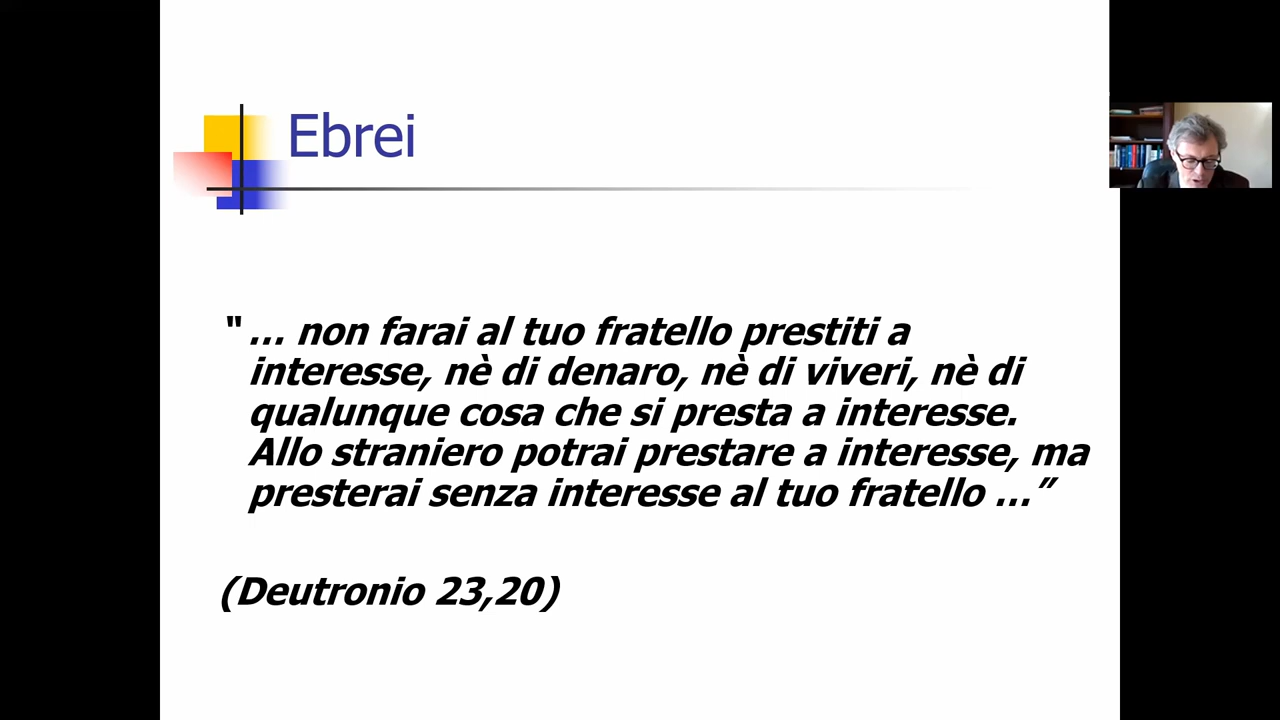 Ebrei
"… non farai al tuo fratello prestiti a
interesse, nè di denaro, nè di viveri, nè di
qualunque cosa che si presta a interesse.
Allo straniero potrai prestare a interesse, ma
presterai senza interesse al tuo fratello …”
(Deutronio 23,20)